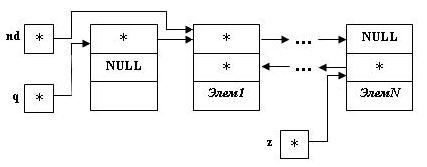 nd * * * ... NULL
NULL * ... *
q * Элем1 ЭлемN
z *